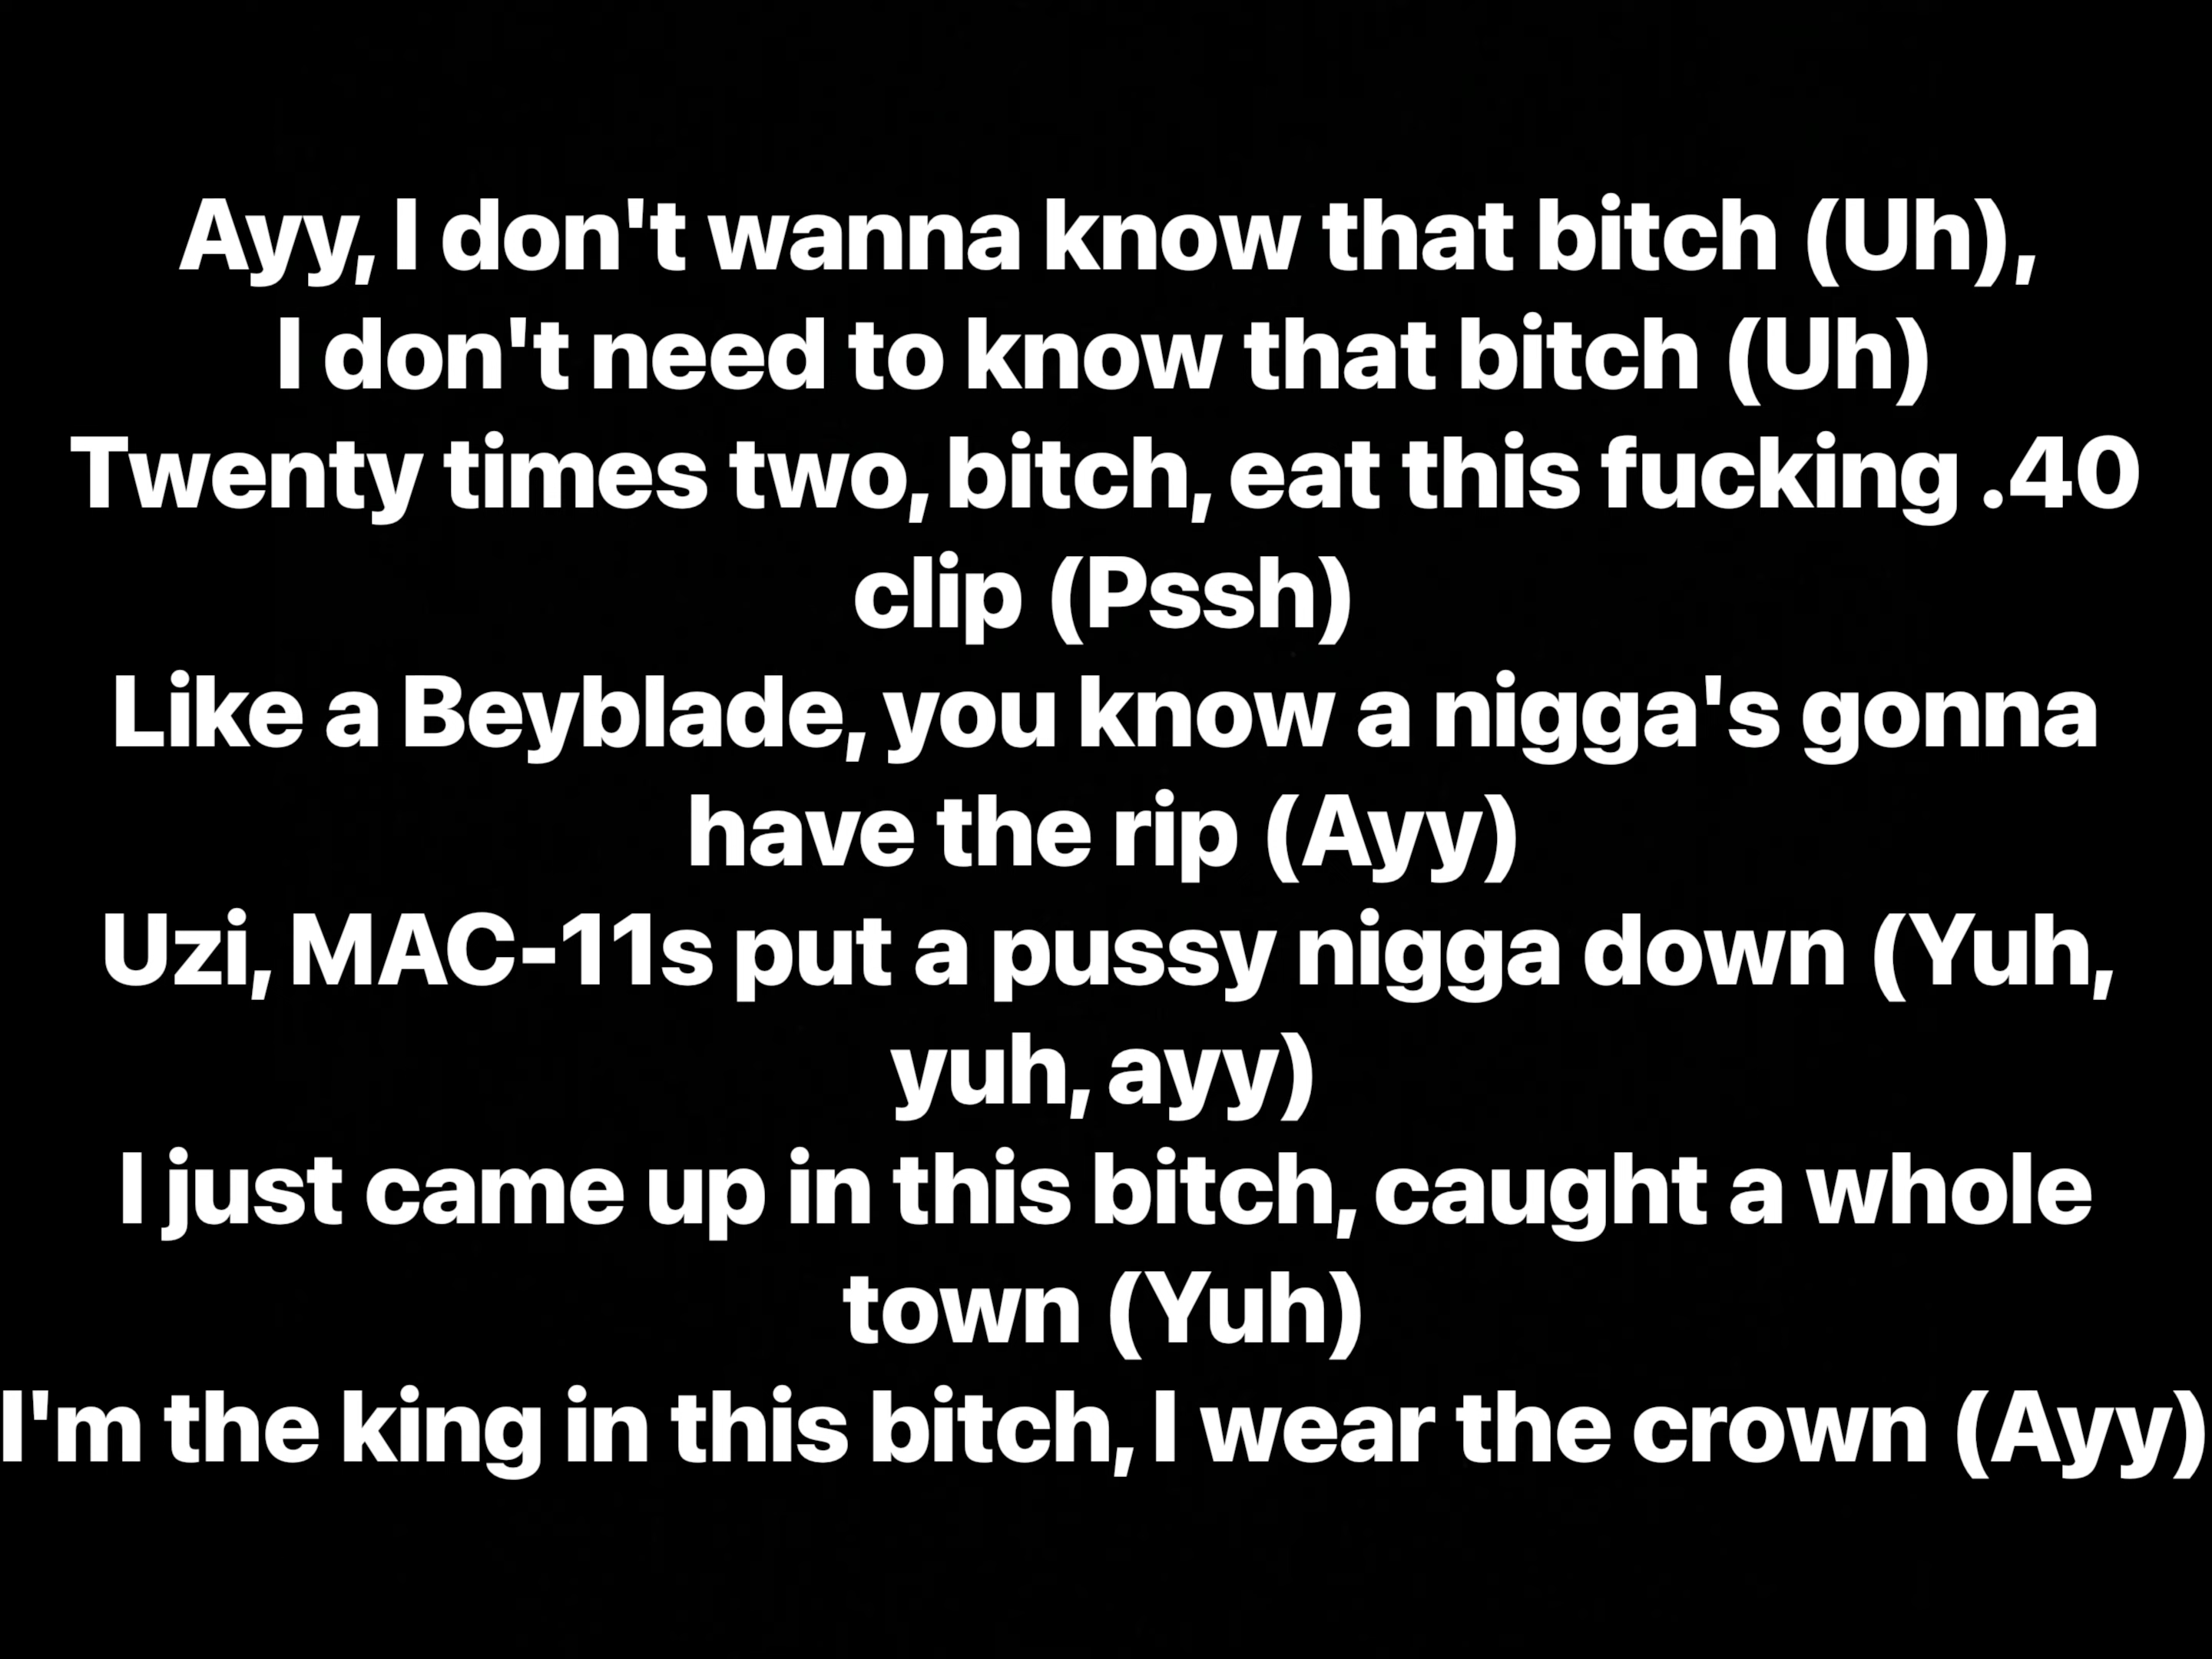 Ayy, I don't wanna know that bitch (Uh),
I don't need to know that bitch (Uh)
Twenty times two, bitch, eat this fucking .40
clip (Pssh)
Like a Beyblade, you know a nigga's gonna
have the rip (Ayy)
Uzi, MAC-11s put a pussy nigga down (Yuh,
yuh, ayy)
I just came up in this bitch, caught a whole
town (Yuh)
I'm the king in this bitch, I wear the crown (Ayy)